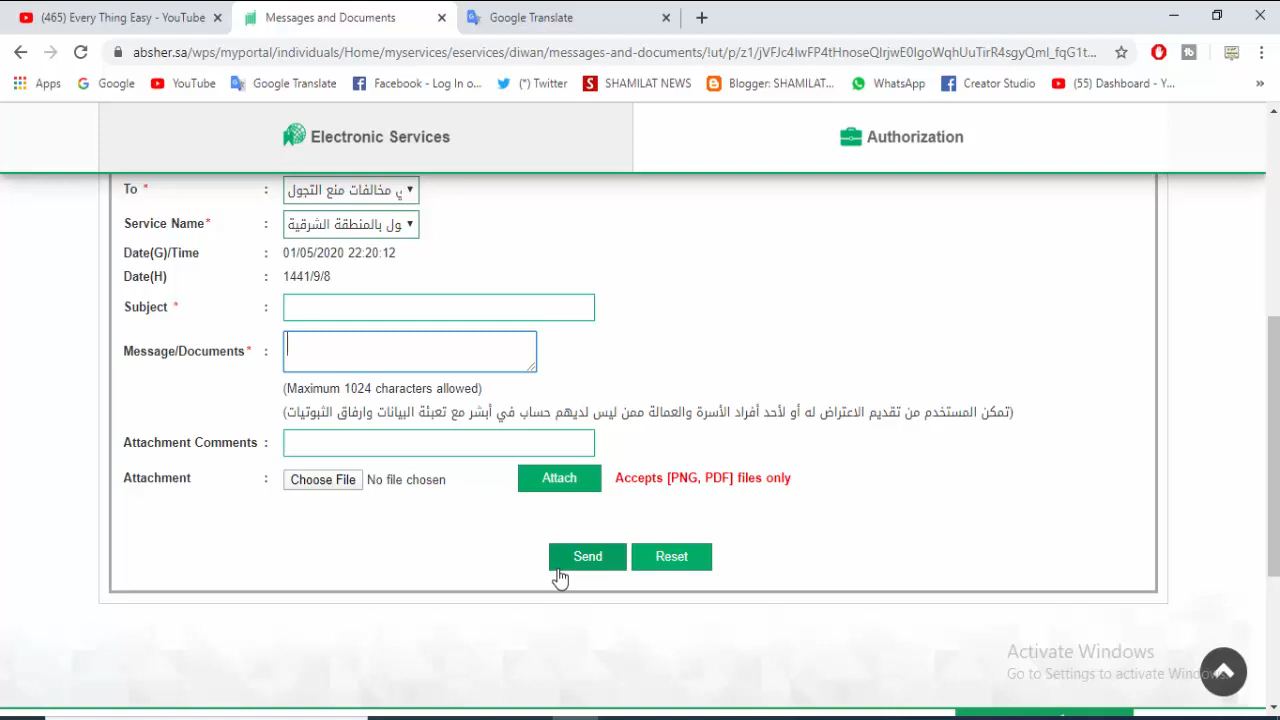 (465) Every Thing Easy - YouTube
Messages and Documents
Google Translate
absher.sa/wps/myportal/individuals/Home/myservices/eservices/diwan/messages-and-documents/!ut/p/z1/
Apps
Google
YouTube
Google Translate
Facebook - Log In o...
(*) Twitter
SHAMILAT NEWS
Blogger: SHAMILAT...
WhatsApp
Creator Studio
(55) Dashboard - Y...
»
Electronic Services
Authorization
To * : ي مخالفات منع التجول
Service Name* : ول بالمنطقة الشرقية
Date(G)/Time : 01/05/2020 22:20:12
Date(H) : 1441/9/8
Subject * :
Message/Documents* :
(Maximum 1024 characters allowed)
(تمكن المستخدم من تقديم الاعتراض له أو لأحد أفراد الأسرة والعمالة ممن ليس لديهم حساب في أبشر مع تعبئة البيانات وارفاق الثبوتيات)
Attachment Comments :
Attachment : Choose File No file chosen Attach Accepts [PNG, PDF] files only
Send Reset
Activate Windows
Go to Settings to activate Windows.